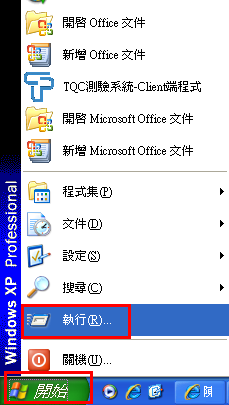 開啓 Office 文件
新增 Office 文件
TQC測驗系統-Client端程式
開啓 Microsoft Office 文件
新增 Microsoft Office 文件
程式集(P)
文件(D)
設定(S)
搜尋(C)
執行(R)...
關機(U)...
Windows XP Professional
開始